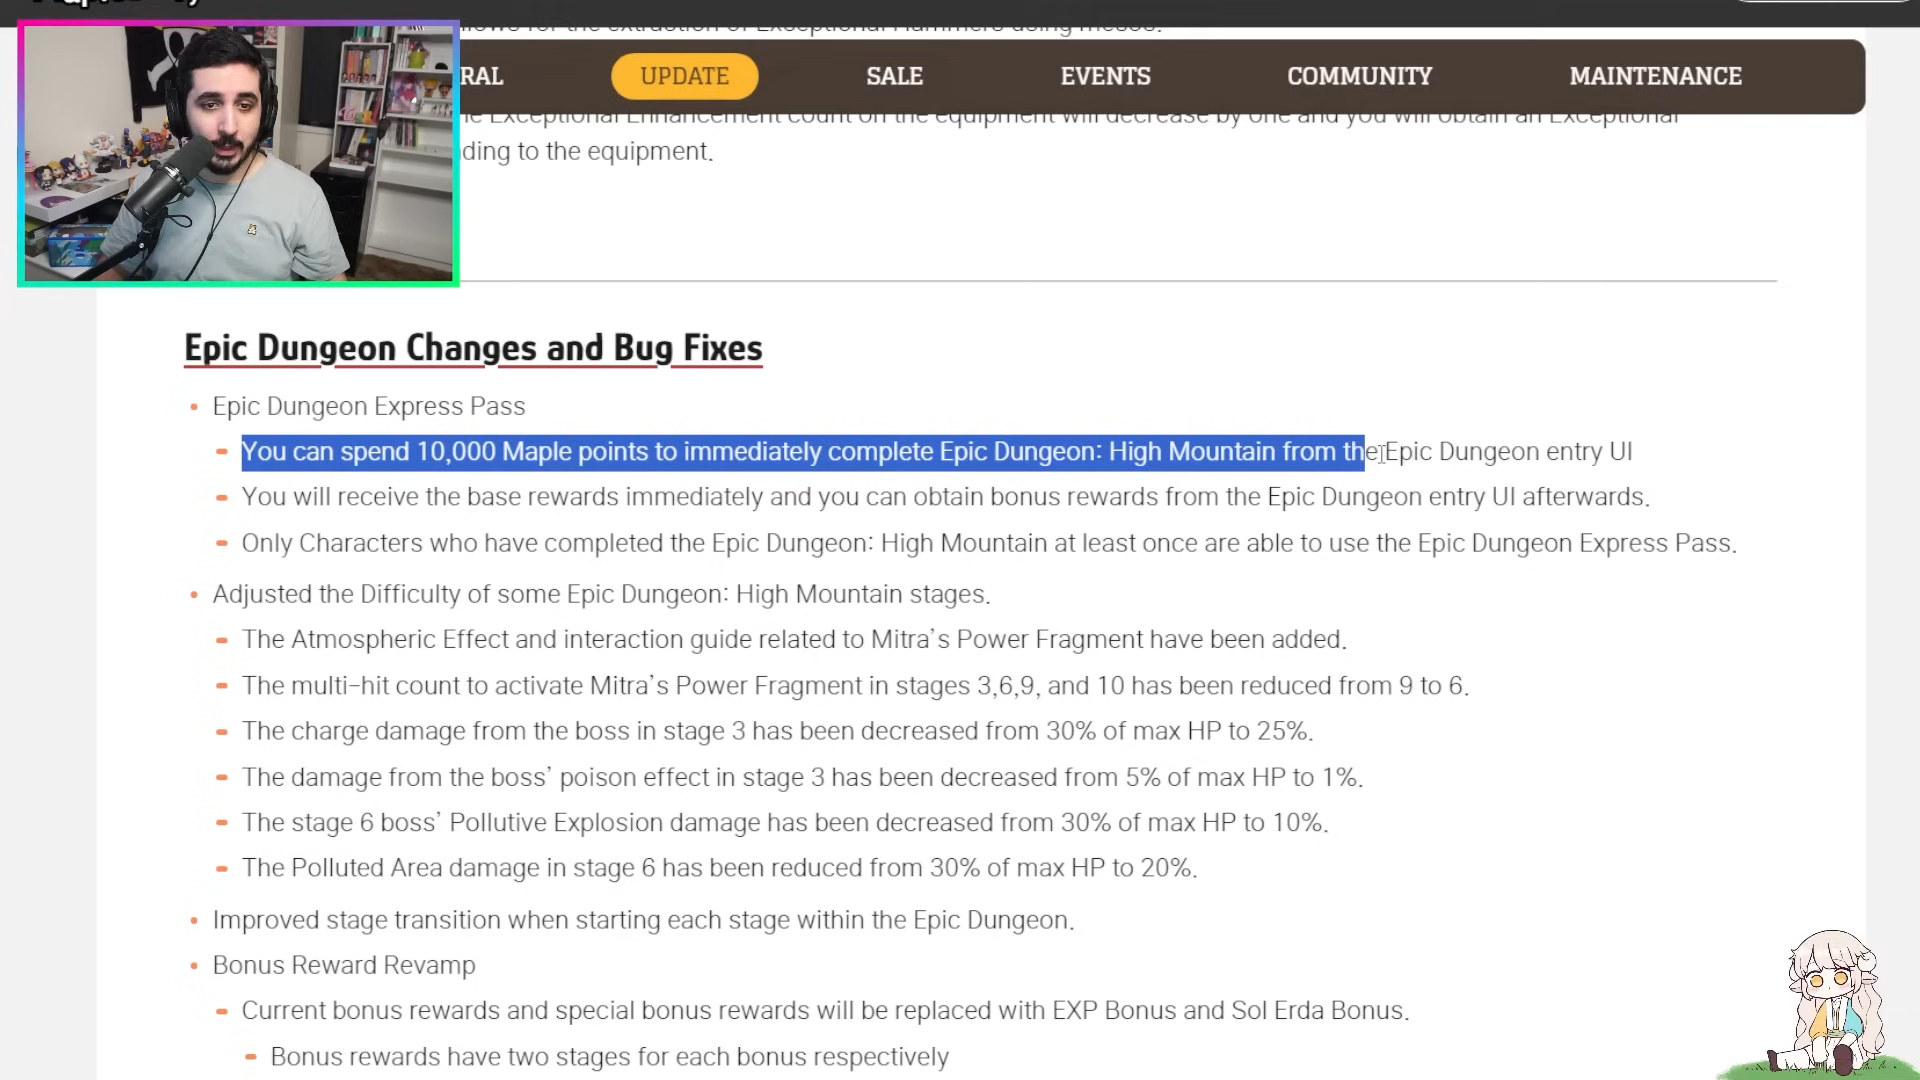 RAL
UPDATE
SALE
EVENTS
COMMUNITY
MAINTENANCE
Exceptional Enhancement count on the equipment will decrease by one and you will obtain an Exceptional
ding to the equipment.
Epic Dungeon Changes and Bug Fixes
• Epic Dungeon Express Pass
- You can spend 10,000 Maple points to immediately complete Epic Dungeon: High Mountain from the Epic Dungeon entry UI
- You will receive the base rewards immediately and you can obtain bonus rewards from the Epic Dungeon entry UI afterwards.
- Only Characters who have completed the Epic Dungeon: High Mountain at least once are able to use the Epic Dungeon Express Pass.
• Adjusted the Difficulty of some Epic Dungeon: High Mountain stages.
- The Atmospheric Effect and interaction guide related to Mitra's Power Fragment have been added.
- The multi-hit count to activate Mitra's Power Fragment in stages 3,6,9, and 10 has been reduced from 9 to 6.
- The charge damage from the boss in stage 3 has been decreased from 30% of max HP to 25%.
- The damage from the boss' poison effect in stage 3 has been decreased from 5% of max HP to 1%.
- The stage 6 boss' Pollutive Explosion damage has been decreased from 30% of max HP to 10%.
- The Polluted Area damage in stage 6 has been reduced from 30% of max HP to 20%.
• Improved stage transition when starting each stage within the Epic Dungeon.
• Bonus Reward Revamp
- Current bonus rewards and special bonus rewards will be replaced with EXP Bonus and Sol Erda Bonus.
- Bonus rewards have two stages for each bonus respectively